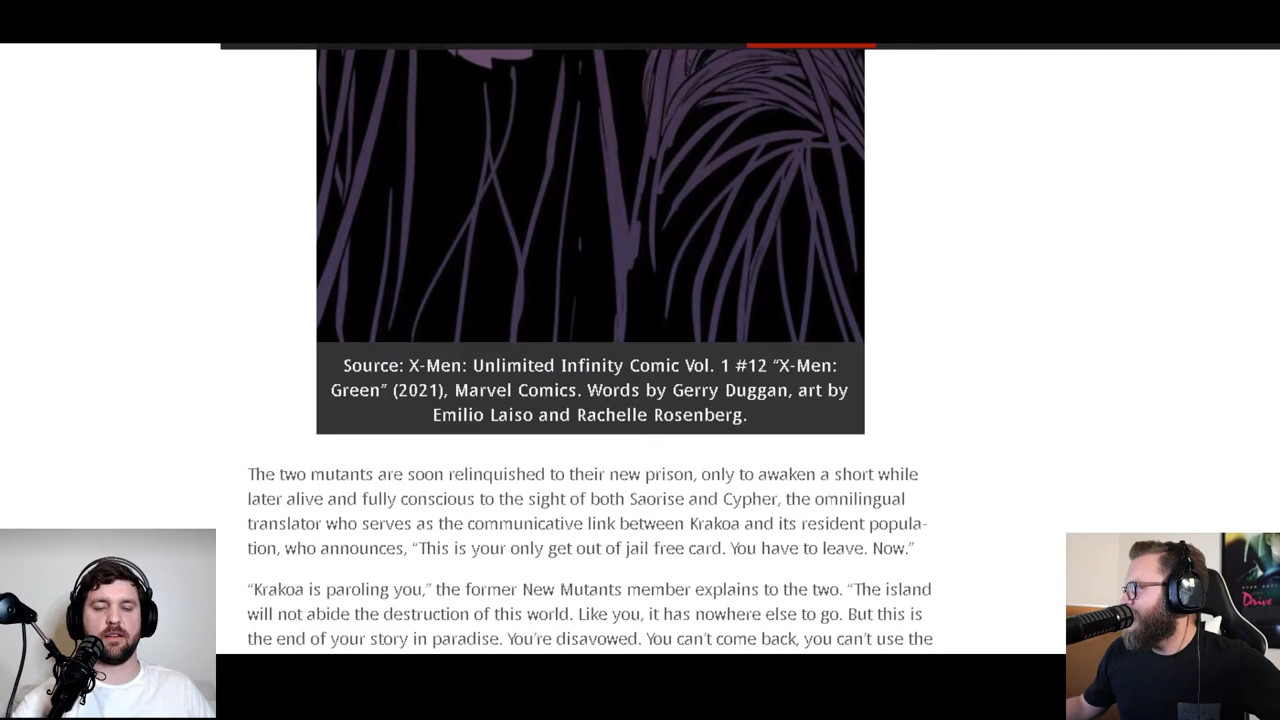 Source: X-Men: Unlimited Infinity Comic Vol. 1 #12 “X-Men:
Green” (2021), Marvel Comics. Words by Gerry Duggan, art by
Emilio Laiso and Rachelle Rosenberg.
The two mutants are soon relinquished to their new prison, only to awaken a short while
later alive and fully conscious to the sight of both Saorise and Cypher, the omnilingual
translator who serves as the communicative link between Krakoa and its resident popula-
tion, who announces, “This is your only get out of jail free card. You have to leave. Now.”
“Krakoa is paroling you,” the former New Mutants member explains to the two. “The island
will not abide the destruction of this world. Like you, it has nowhere else to go. But this is
the end of your story in paradise. You’re disavowed. You can’t come back, you can’t use the
Drive